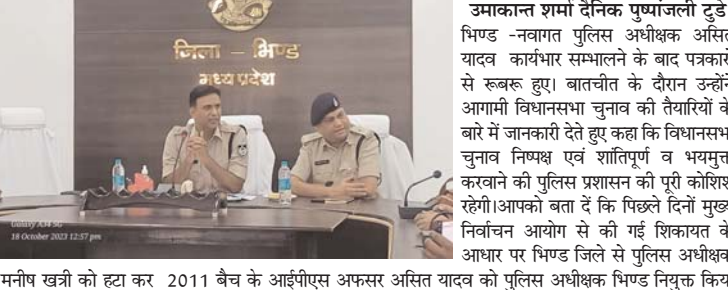 जिला – भिण्ड
मध्य प्रदेश
Galaxy A34 5G
18 October 2023 12:57 pm
उमाकान्त शर्मा दैनिक पुष्पांजली टुडे
भिण्ड -नवागत पुलिस अधीक्षक असित
यादव कार्यभार सम्भालने के बाद पत्रकार
से रूबरू हुए। बातचीत के दौरान उन्होंने
आगामी विधानसभा चुनाव की तैयारियों के
बारे में जानकारी देते हुए कहा कि विधानसभ
चुनाव निष्पक्ष एवं शांतिपूर्ण व भयमुक्त
करवाने की पुलिस प्रशासन की पूरी कोशिश
रहेगी।आपको बता दें कि पिछले दिनों मुख्य
निर्वाचन आयोग से की गई शिकायत के
आधार पर भिण्ड जिले से पुलिस अधीक्षक
मनीष खत्री को हटा कर 2011 बैच के आईपीएस अफसर असित यादव को पुलिस अधीक्षक भिण्ड नियुक्त किय